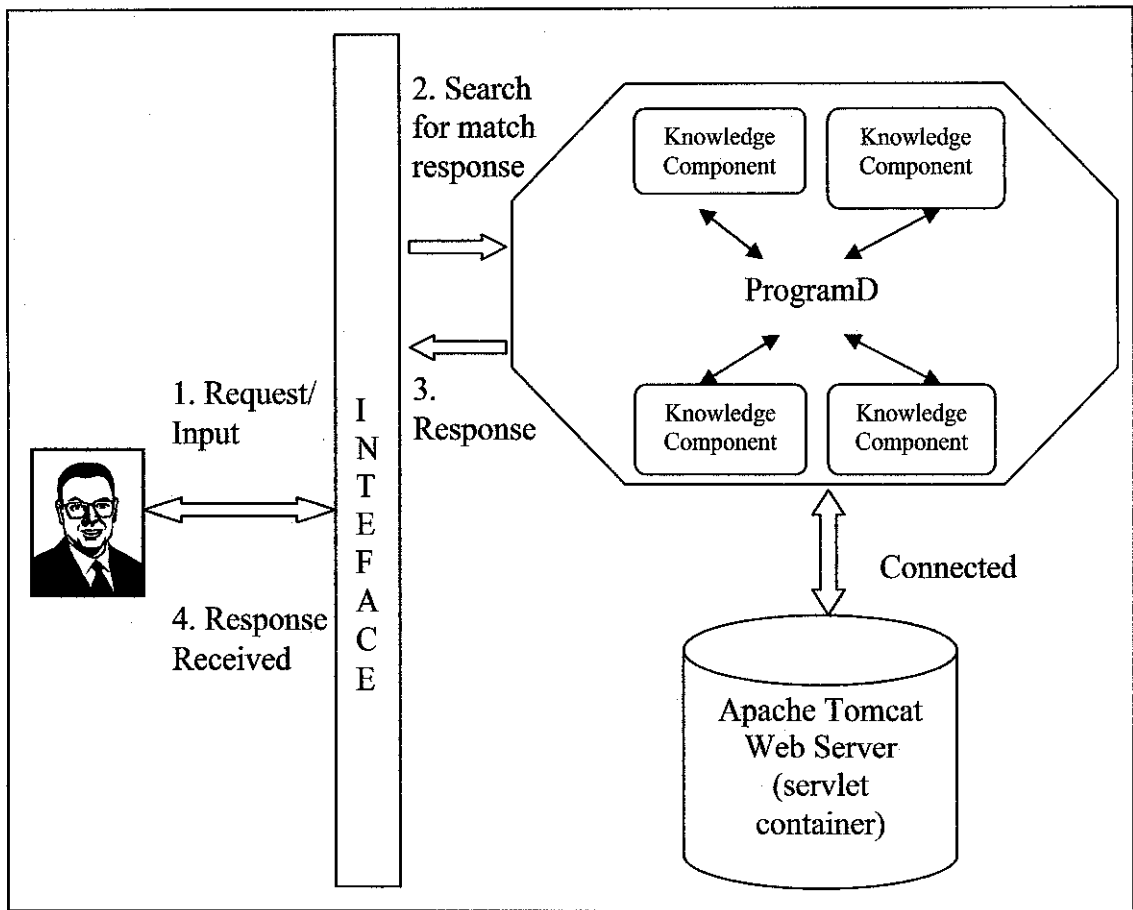 1. Request/
Input
4. Response
Received
INTEFACE
2. Search
for match
response
3.
Response
Knowledge
Component
Knowledge
Component
ProgramD
Knowledge
Component
Knowledge
Component
Connected
Apache Tomcat
Web Server
(servlet
container)